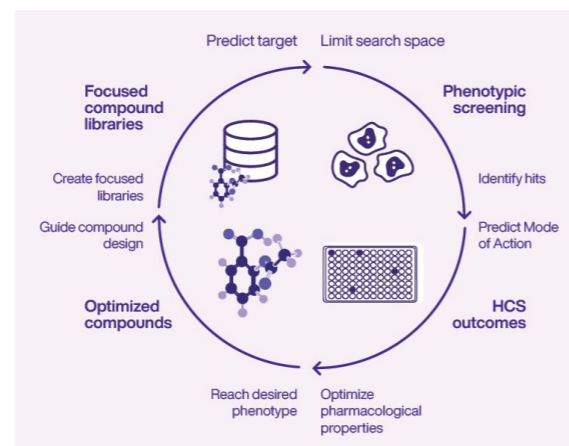 Predict target
Limit search space
Focused
compound
libraries
Phenotypic
screening
Create focused
libraries
Identify hits
Guide compound
design
Predict Mode
of Action
Optimized
compounds
HCS
outcomes
Reach desired
phenotype
Optimize
pharmacological
properties